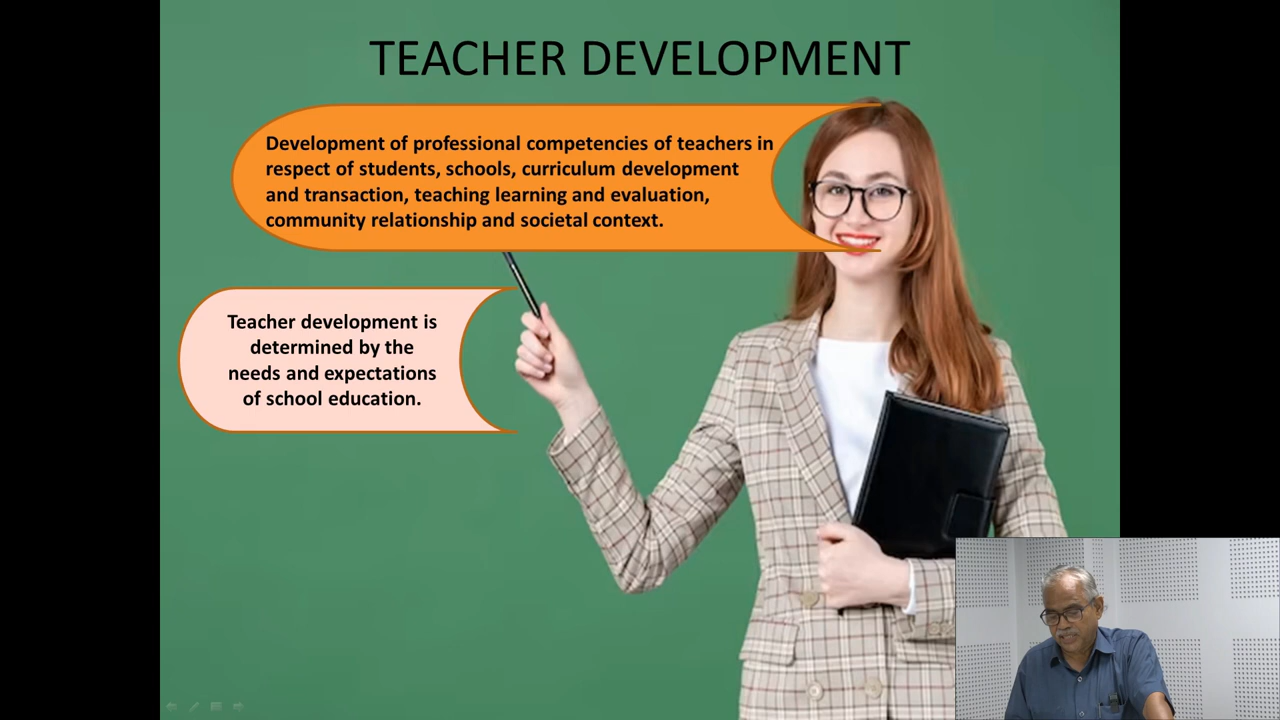 TEACHER DEVELOPMENT
Development of professional competencies of teachers in
respect of students, schools, curriculum development
and transaction, teaching learning and evaluation,
community relationship and societal context.
Teacher development is
determined by the
needs and expectations
of school education.